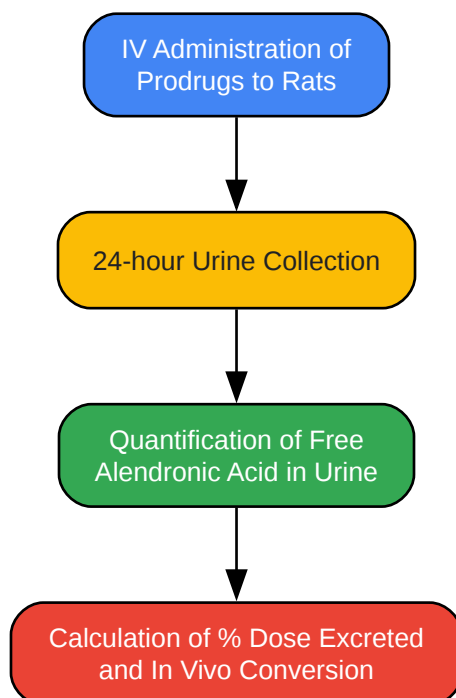 IV Administration of
Prodrugs to Rats
24-hour Urine Collection
Quantification of Free
Alendronic Acid in Urine
Calculation of % Dose Excreted
and In Vivo Conversion